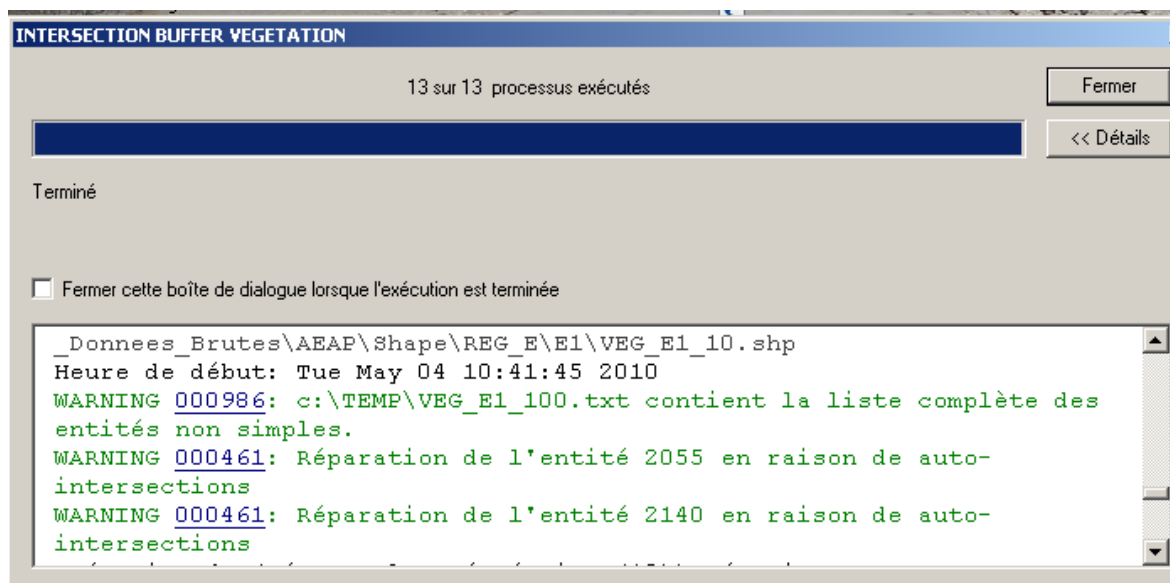 INTERSECTION BUFFER VEGETATION
13 sur 13 processus exécutés
Fermer
<< Détails
Terminé
Fermer cette boîte de dialogue lorsque l'exécution est terminée
_Donnees_Brutes\AEAP\Shape\REG_E\E1\VEG_E1_10.shp
Heure de début: Tue May 04 10:41:45 2010
WARNING 000986: c:\TEMP\VEG_E1_100.txt contient la liste complète des
entités non simples.
WARNING 000461: Réparation de l'entité 2055 en raison de auto-
intersections
WARNING 000461: Réparation de l'entité 2140 en raison de auto-
intersections